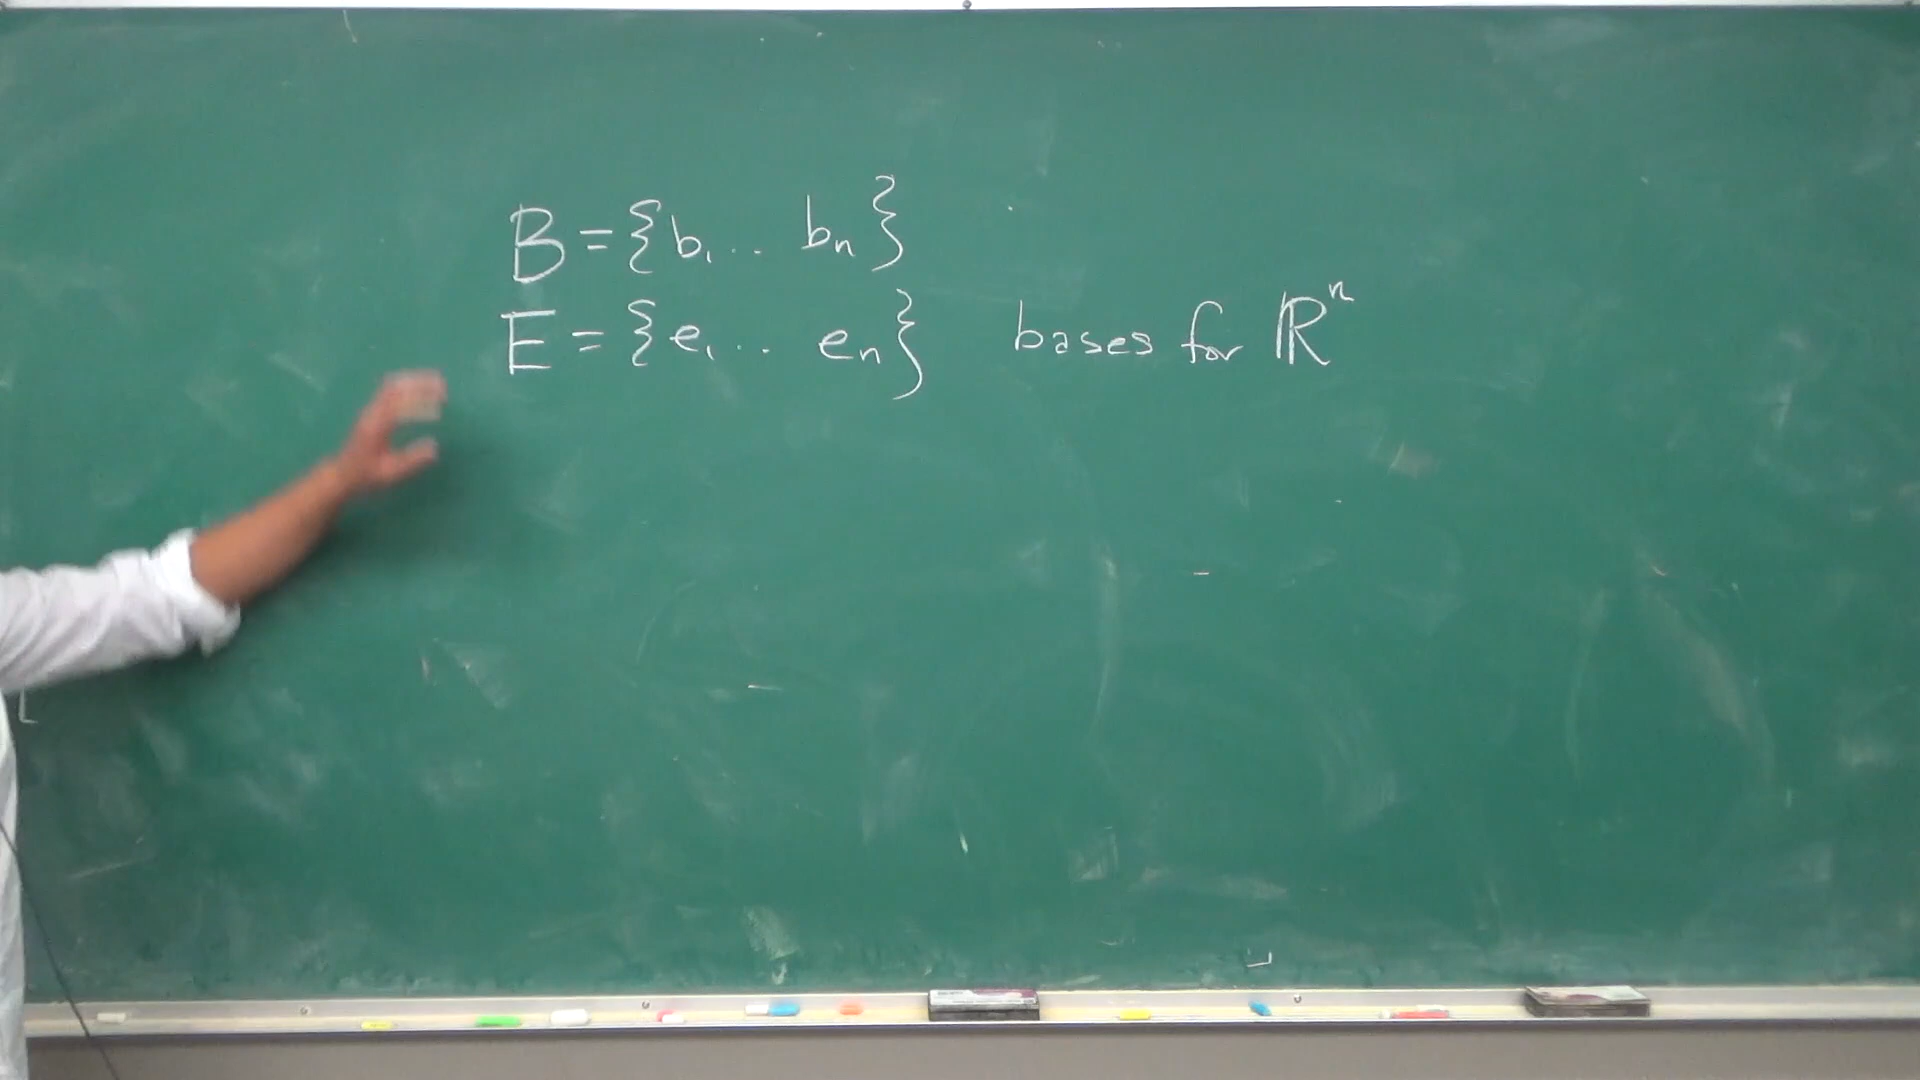 B = {b₁ .. bₙ}
E = {e₁ .. eₙ} bases for ℝⁿ